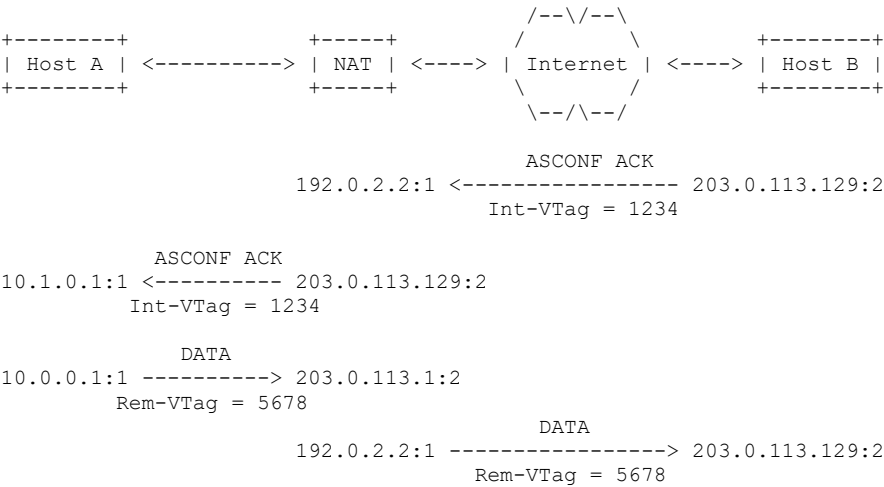 /--\/--\
+--------+                  +-----+                 /        \              +--------+
| Host A | <----------> | NAT | <----> | Internet | <----> | Host B |
+--------+                  +-----+                 \        /              +--------+
                                                     \--/\--/
ASCONF ACK
192.0.2.2:1 <----------------- 203.0.113.129:2
Int-VTag = 1234
ASCONF ACK
10.1.0.1:1 <---------- 203.0.113.129:2
Int-VTag = 1234
DATA
10.0.0.1:1 ----------> 203.0.113.1:2
Rem-VTag = 5678
DATA
192.0.2.2:1 -----------------> 203.0.113.129:2
Rem-VTag = 5678